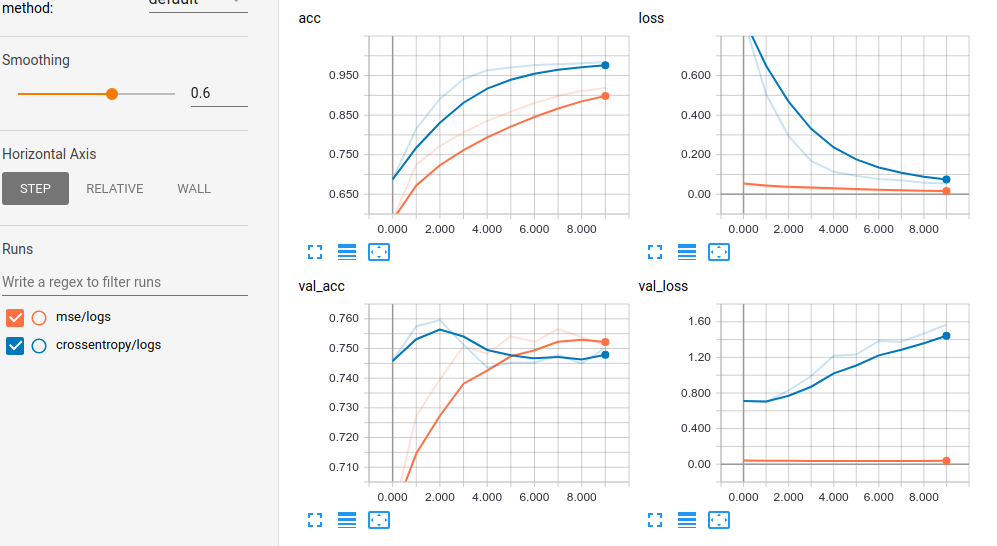 method:
default
Smoothing
0.6
Horizontal Axis
STEP RELATIVE WALL
Runs
Write a regex to filter runs
mse/logs
crossentropy/logs
acc
0.950
0.850
0.750
0.650
0.000 2.000 4.000 6.000 8.000
loss
0.600
0.400
0.200
0.00
0.000 2.000 4.000 6.000 8.000
val_acc
0.760
0.750
0.740
0.730
0.720
0.710
0.000 2.000 4.000 6.000 8.000
val_loss
1.60
1.20
0.800
0.400
0.00
0.000 2.000 4.000 6.000 8.000